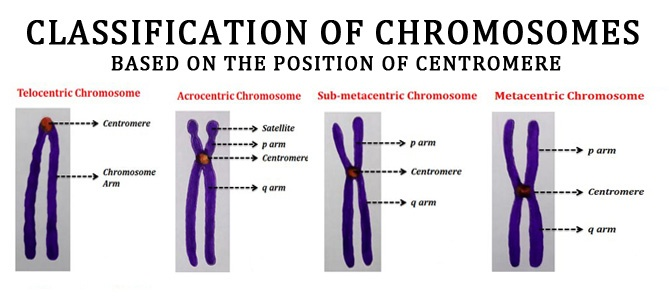 CLASSIFICATION OF CHROMOSOMES
BASED ON THE POSITION OF CENTROMERE
Telocentric Chromosome
Centromere
Chromosome
Arm
Acrocentric Chromosome
Satellite
p arm
Centromere
q arm
Sub-metacentric Chromosome
p arm
Centromere
q arm
Metacentric Chromosome
p arm
Centromere
q arm